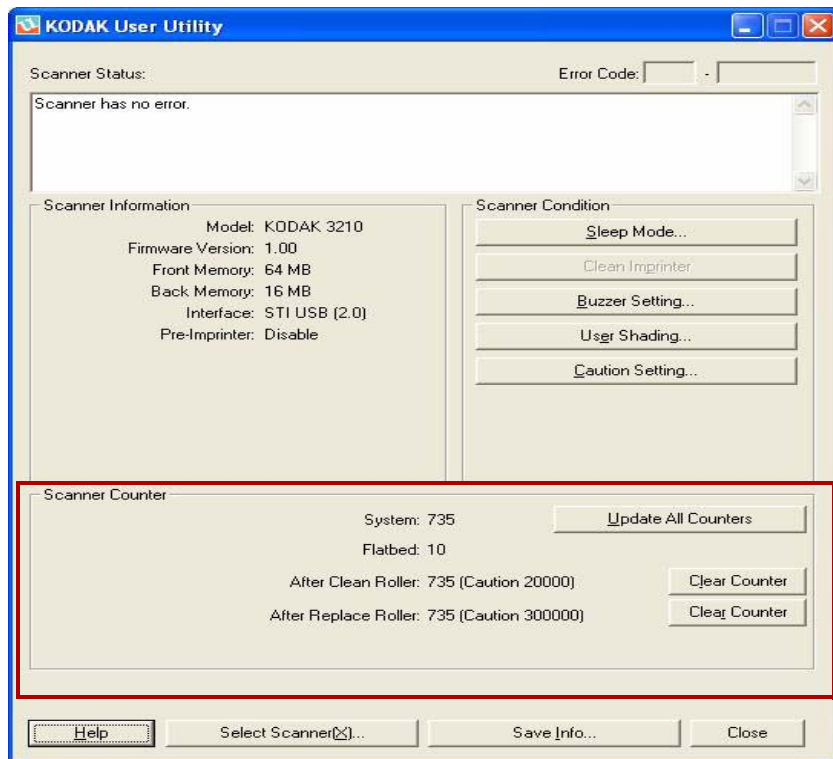 KODAK User Utility
Scanner Status:
Error Code: -
Scanner has no error.
Scanner Information
Model: KODAK 3210
Firmware Version: 1.00
Front Memory: 64 MB
Back Memory: 16 MB
Interface: STI USB (2.0)
Pre-Imprinter: Disable
Scanner Condition
Sleep Mode...
Clean Imprinter
Buzzer Setting...
User Shading...
Caution Setting...
Scanner Counter
System: 735
Update All Counters
Flatbed: 10
After Clean Roller: 735 (Caution 20000)
Clear Counter
After Replace Roller: 735 (Caution 300000)
Clear Counter
Help
Select Scanner(X)...
Save Info...
Close